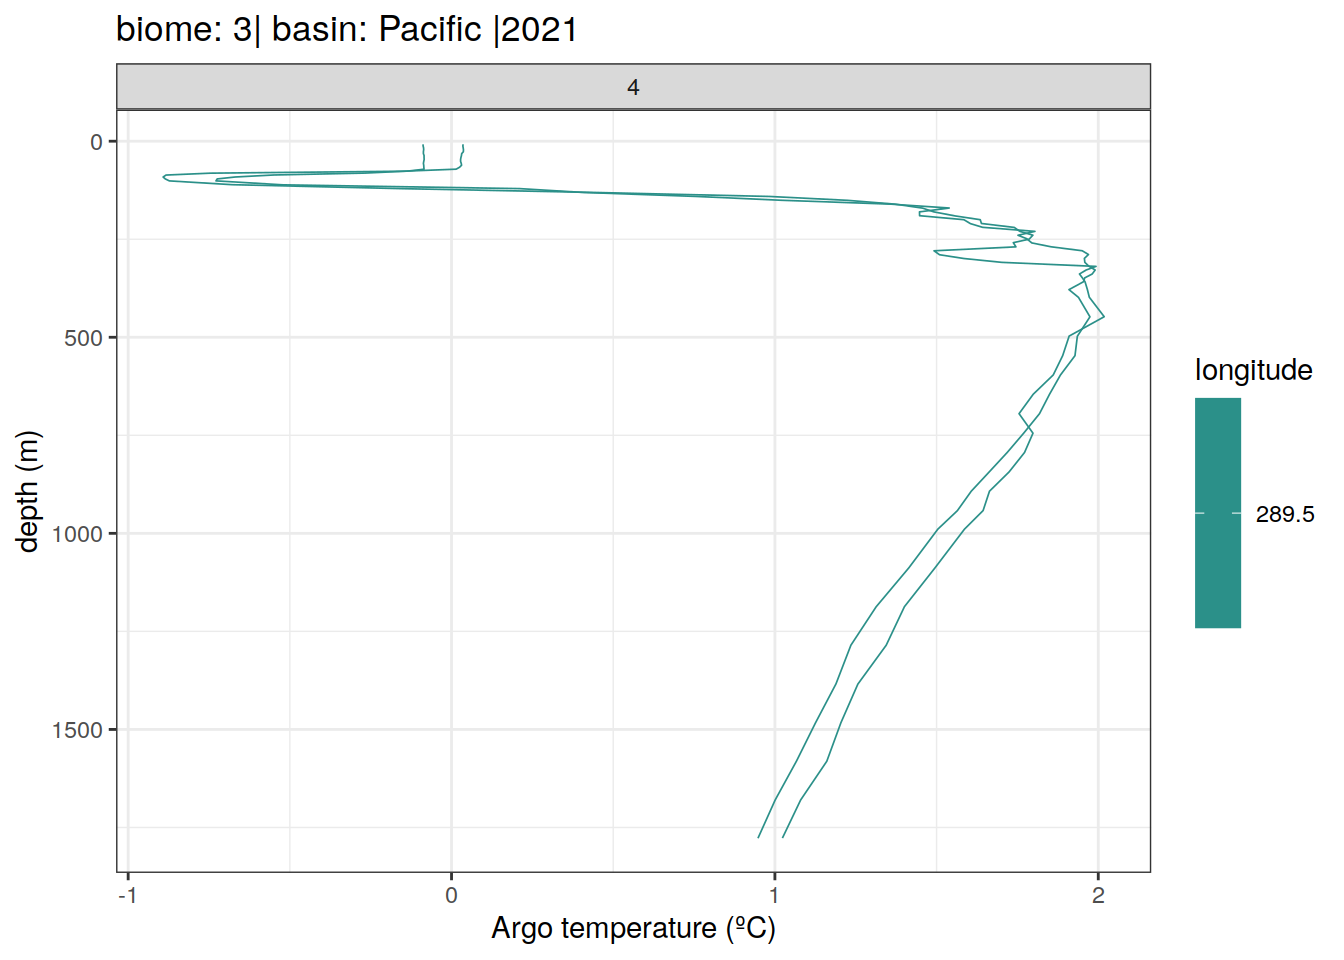 biome: 3| basin: Pacific |2021
4
0
500
1000
1500
depth (m)
-1
0
1
2
Argo temperature (ºC)
longitude
289.5